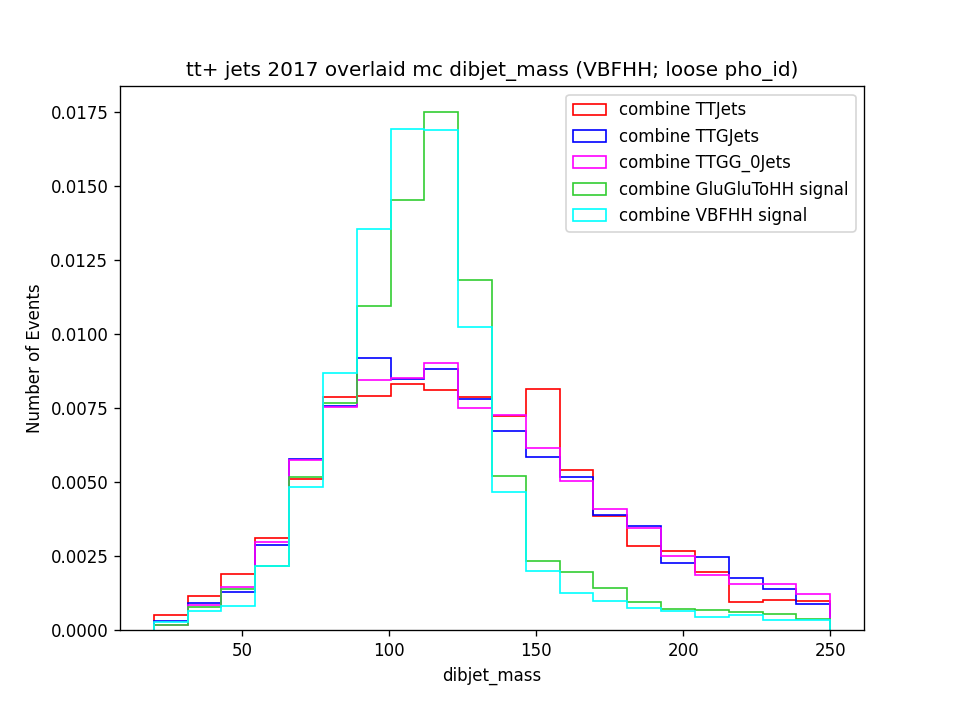 tt+ jets 2017 overlaid mc dibjet_mass (VBFHH; loose pho_id)
combine TTJets
combine TTGJets
combine TTGG_0Jets
combine GluGluToHH signal
combine VBFHH signal
Number of Events
0.0175
0.0150
0.0125
0.0100
0.0075
0.0050
0.0025
0.0000
50
100
150
200
250
dibjet_mass